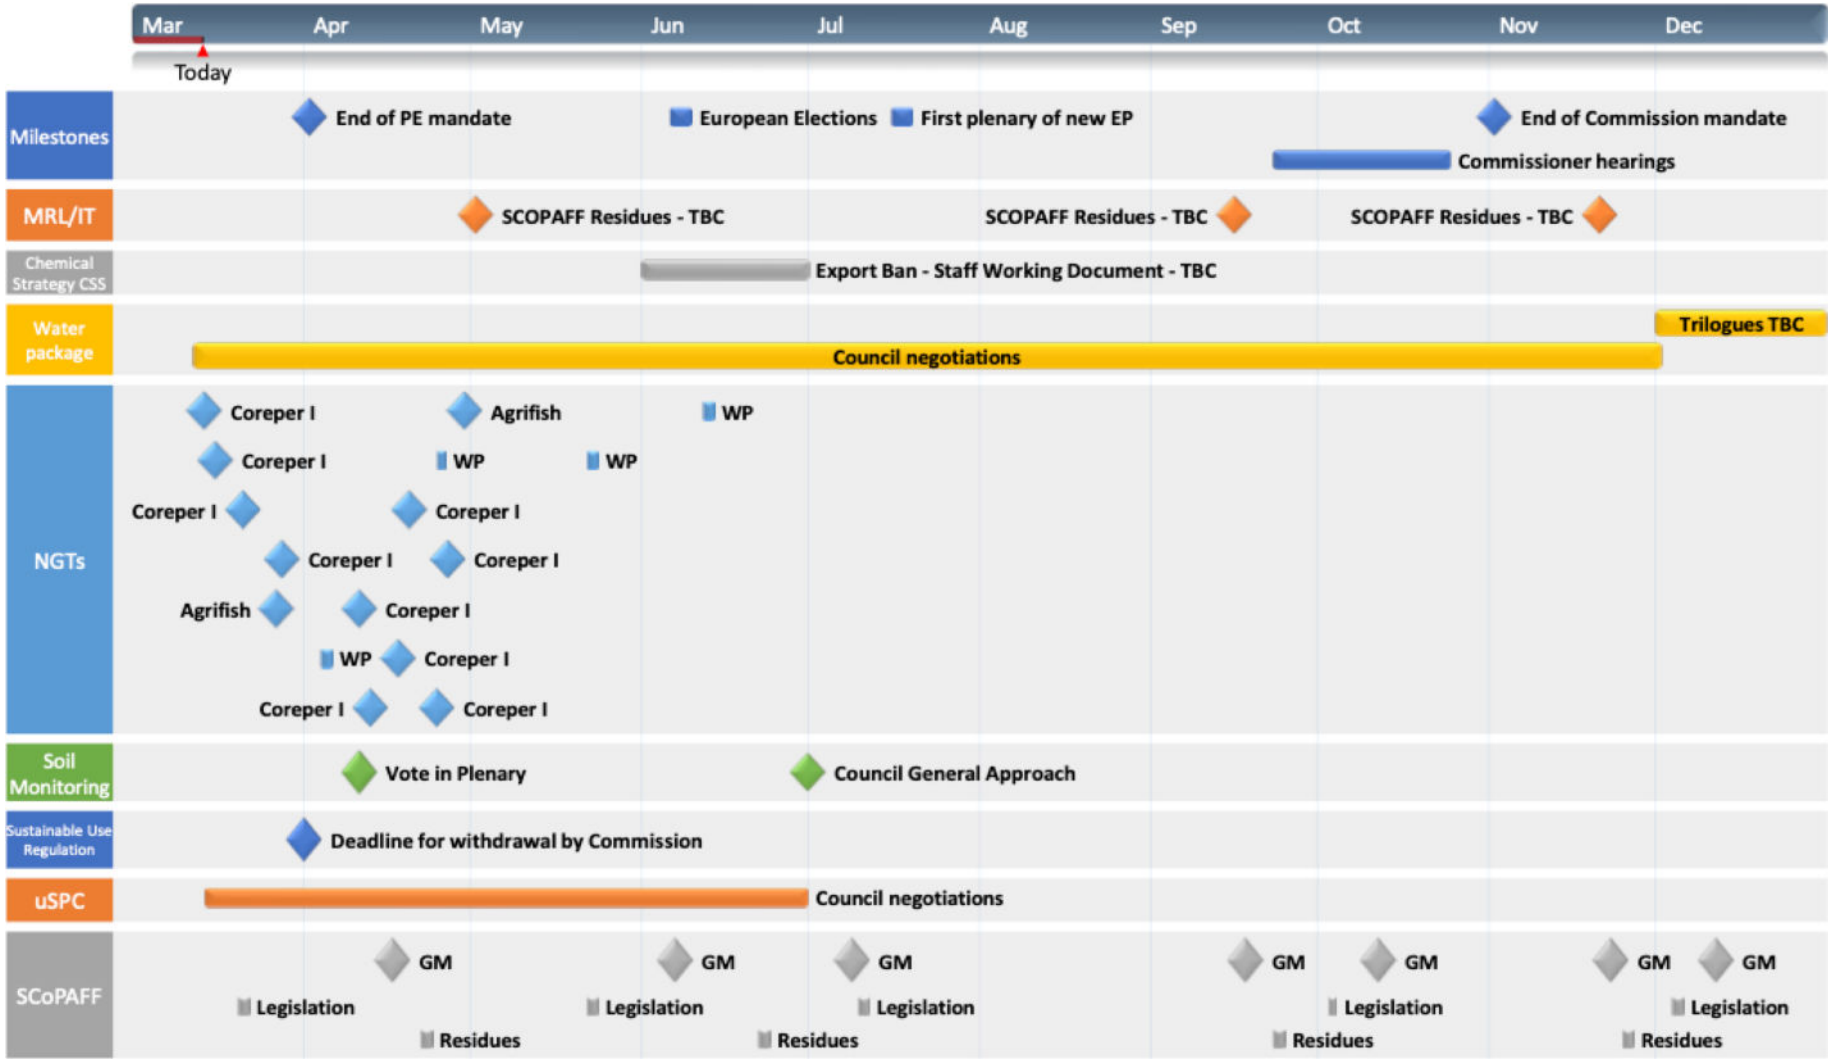 Mar Apr May Jun Jul Aug Sep Oct Nov Dec
Today
Milestones
End of PE mandate European Elections First plenary of new EP End of Commission mandate
Commissioner hearings
MRL/IT
SCOPAFF Residues - TBC SCOPAFF Residues - TBC SCOPAFF Residues - TBC
Chemical
Strategy CSS
Export Ban - Staff Working Document - TBC
Water
package
Trilogues TBC
Council negotiations
NGTs
Coreper I Agrifish WP
Coreper I WP WP
Coreper I Coreper I
Coreper I Coreper I
Agrifish Coreper I
WP Coreper I
Coreper I Coreper I
Soil
Monitoring
Vote in Plenary Council General Approach
Sustainable Use
Regulation
Deadline for withdrawal by Commission
uSPC
Council negotiations
SCoPAFF
GM GM GM GM GM GM GM
Legislation Legislation Legislation Legislation Legislation
Residues Residues Residues Residues